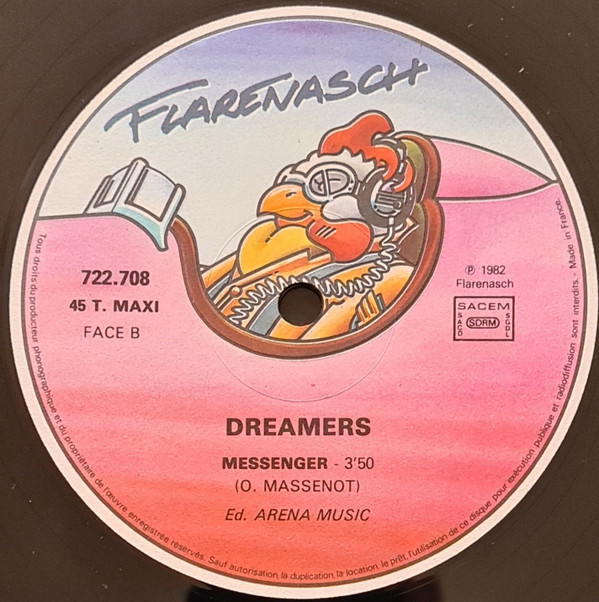 FLARENASCH
722.708
45 T. MAXI
FACE B
℗ 1982
Flarenasch
SACEM
SACD
SDRM
SGDL
DREAMERS
MESSENGER - 3'50
(O. MASSENOT)
Ed. ARENA MUSIC
Tous droits du producteur phonographique et du propriétaire de l'œuvre enregistrée réservés. Sauf autorisation, la duplication, la location, le prêt, l'utilisation de ce disque pour exécution publique et radiodiffusion sont interdits. - Made in France.